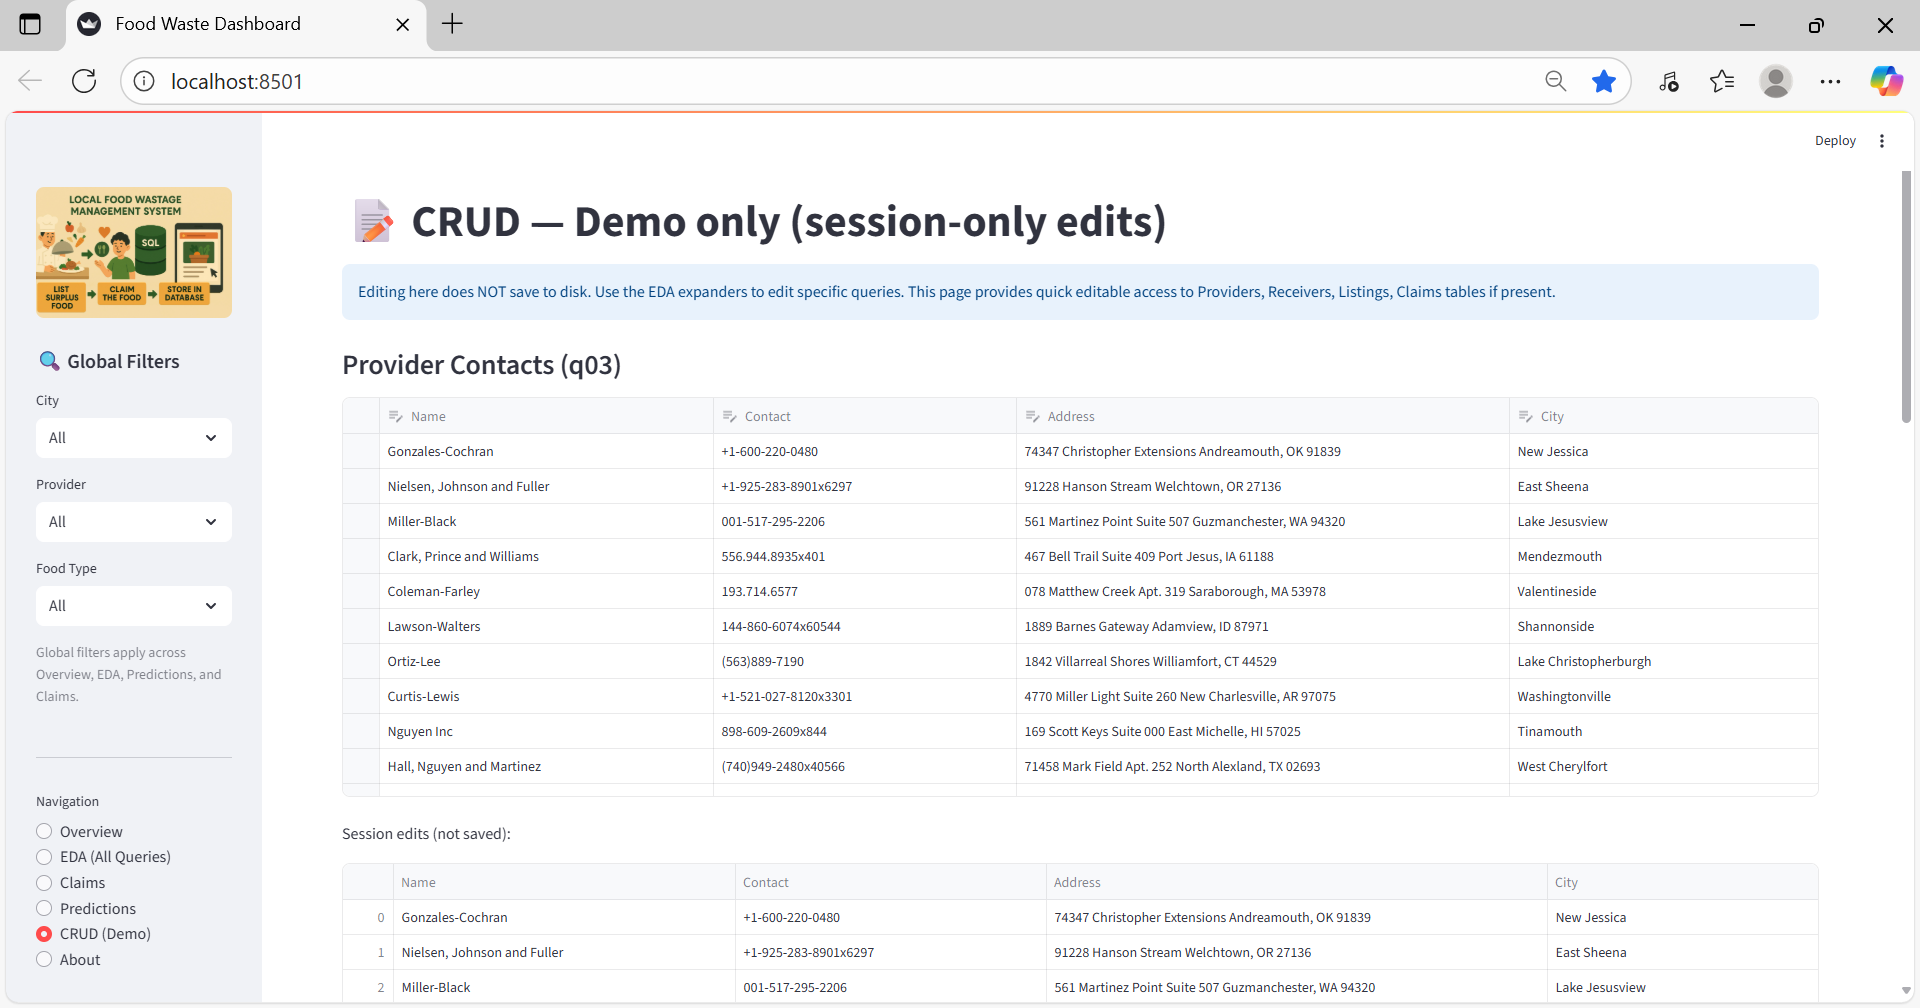 Food Waste Dashboard
localhost:8501
Deploy
LOCAL FOOD WASTAGE
MANAGEMENT SYSTEM
SQL
LIST SURPLUS FOOD
CLAIM THE FOOD
STORE IN DATABASE
Global Filters
City
All
Provider
All
Food Type
All
Global filters apply across
Overview, EDA, Predictions, and
Claims.
Navigation
Overview
EDA (All Queries)
Claims
Predictions
CRUD (Demo)
About
CRUD — Demo only (session-only edits)
Editing here does NOT save to disk. Use the EDA expanders to edit specific queries. This page provides quick editable access to Providers, Receivers, Listings, Claims tables if present.
Provider Contacts (q03)
Name Contact Address City
Gonzales-Cochran +1-600-220-0480 74347 Christopher Extensions Andreamouth, OK 91839 New Jessica
Nielsen, Johnson and Fuller +1-925-283-8901x6297 91228 Hanson Stream Welchtown, OR 27136 East Sheena
Miller-Black 001-517-295-2206 561 Martinez Point Suite 507 Guzmanchester, WA 94320 Lake Jesusview
Clark, Prince and Williams 556.944.8935x401 467 Bell Trail Suite 409 Port Jesus, IA 61188 Mendezmouth
Coleman-Farley 193.714.6577 078 Matthew Creek Apt. 319 Saraborough, MA 53978 Valentineside
Lawson-Walters 144-860-6074x60544 1889 Barnes Gateway Adamview, ID 87971 Shannonside
Ortiz-Lee (563)889-7190 1842 Villarreal Shores Williamfort, CT 44529 Lake Christopherburgh
Curtis-Lewis +1-521-027-8120x3301 4770 Miller Light Suite 260 New Charlesville, AR 97075 Washingtonville
Nguyen Inc 898-609-2609x844 169 Scott Keys Suite 000 East Michelle, HI 57025 Tinamouth
Hall, Nguyen and Martinez (740)949-2480x40566 71458 Mark Field Apt. 252 North Alexland, TX 02693 West Cherylfort
Session edits (not saved):
Name Contact Address City
0 Gonzales-Cochran +1-600-220-0480 74347 Christopher Extensions Andreamouth, OK 91839 New Jessica
1 Nielsen, Johnson and Fuller +1-925-283-8901x6297 91228 Hanson Stream Welchtown, OR 27136 East Sheena
2 Miller-Black 001-517-295-2206 561 Martinez Point Suite 507 Guzmanchester, WA 94320 Lake Jesusview